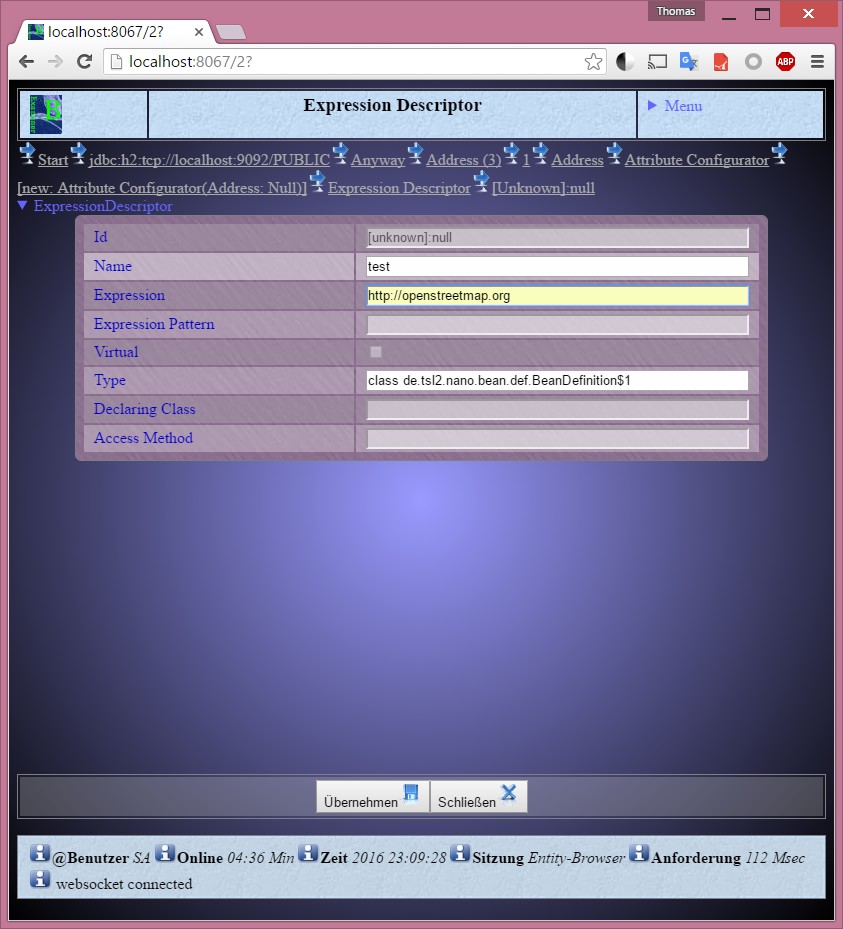 Thomas
localhost:8067/2?
localhost:8067/2?
ABP
Expression Descriptor
Menu
Start jdbc:h2:tcp://localhost:9092/PUBLIC Anyway Address (3) 1 Address Attribute Configurator
[new: Attribute Configurator(Address: Null)] Expression Descriptor [Unknown]:null
ExpressionDescriptor
Id [unknown]:null
Name test
Expression http://openstreetmap.org
Expression Pattern
Virtual
Type class de.tsl2.nano.bean.def.BeanDefinition$1
Declaring Class
Access Method
Übernehmen Schließen
@Benutzer SA Online 04:36 Min Zeit 2016 23:09:28 Sitzung Entity-Browser Anforderung 112 Msec
websocket connected